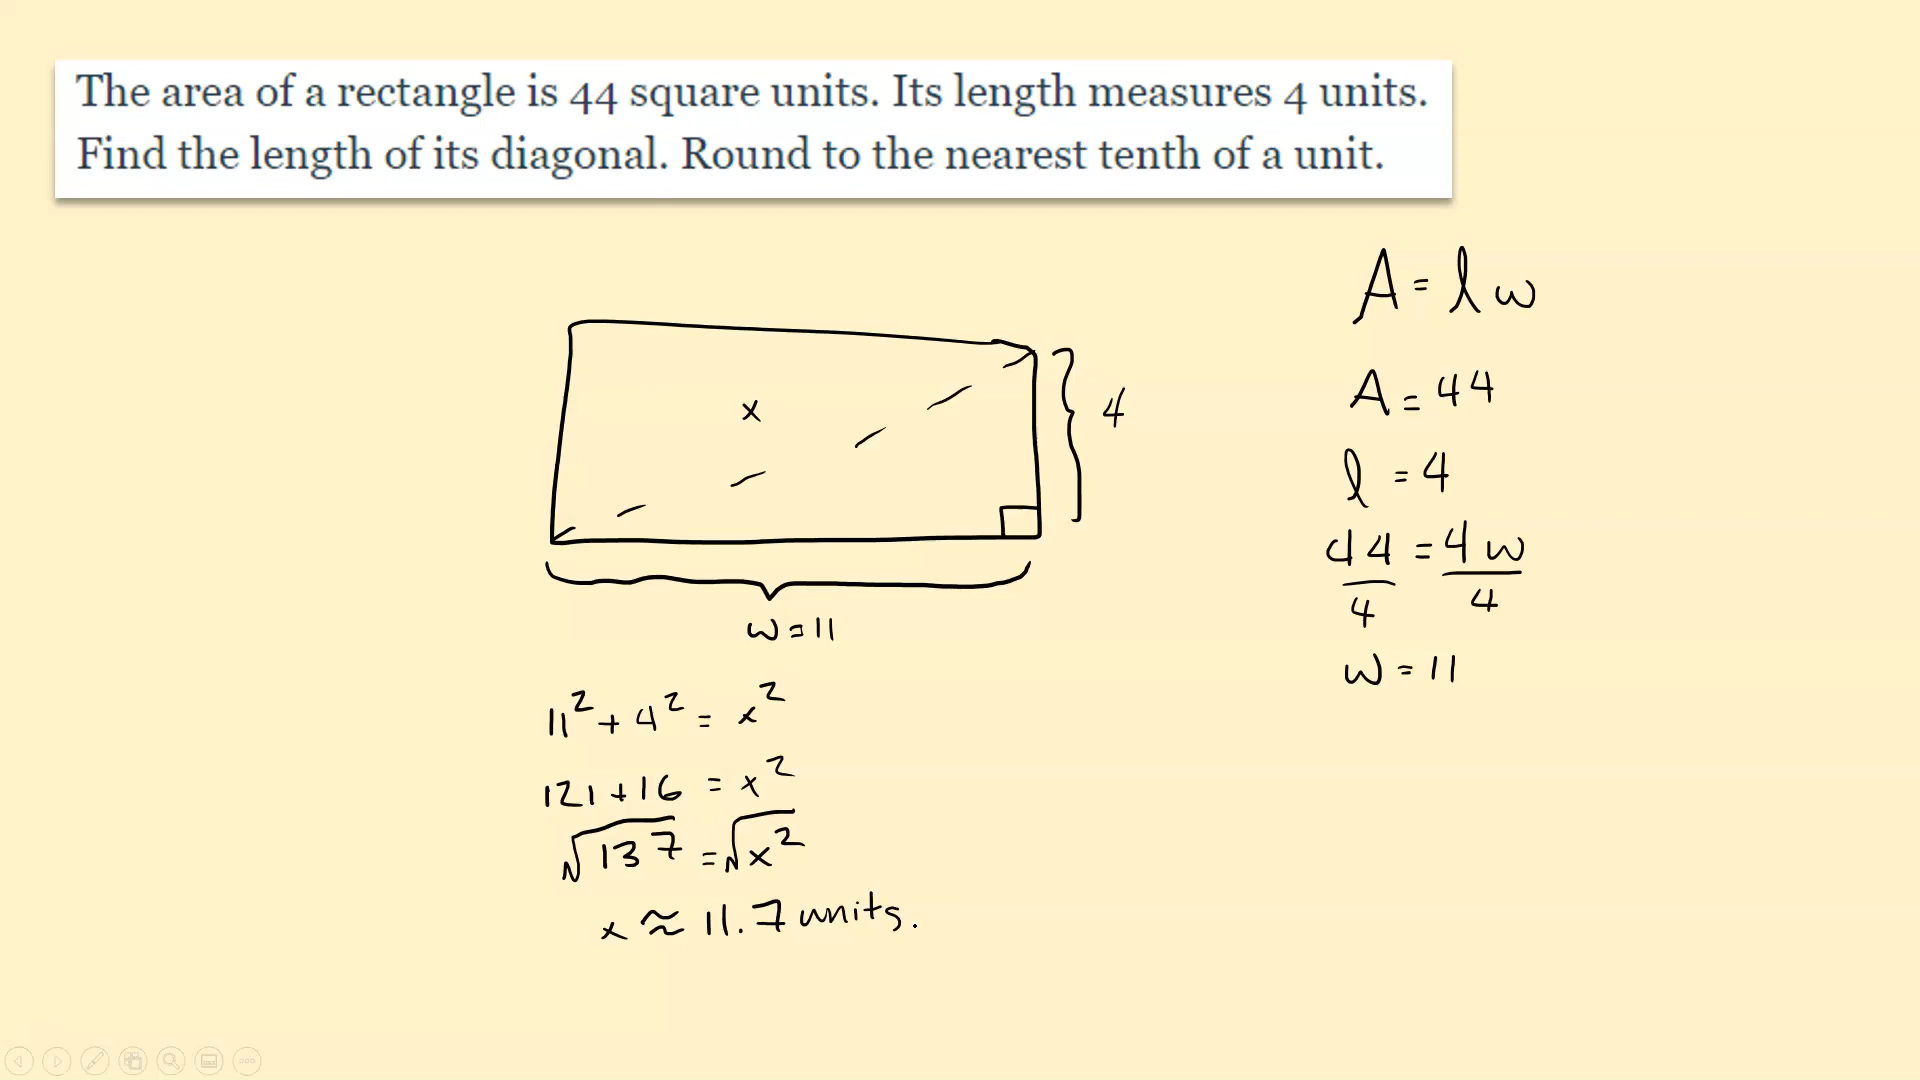 The area of a rectangle is 44 square units. Its length measures 4 units.
Find the length of its diagonal. Round to the nearest tenth of a unit.
x
4
w = 11
11² + 4² = x²
121 + 16 = x²
√137 = √x²
x ≈ 11.7 units.
A = lw
A = 44
l = 4
44 = 4w
4 4
w = 11